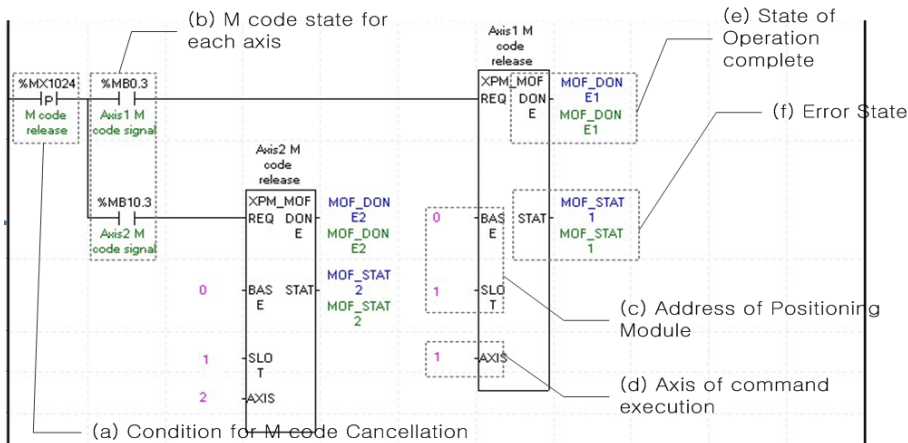 (b) M code state for
each axis
Axis1 M
code
release
(e) State of
Operation
complete
%MX1024
%MB0.3
XPM_MOF
P
REQ
DON
E
MOF_DON
E1
M code
release
Axis1 M
code signal
MOF_DON
E1
(f) Error State
Axis2 M
code
release
%MB10.3
XPM_MOF
REQ
DON
E
MOF_DON
E2
MOF_DON
E2
Axis2 M
code signal
0
BAS
E
STAT
MOF_STAT
1
MOF_STAT
1
0
BAS
E
STAT
MOF_STAT
2
MOF_STAT
2
1
SLO
T
(c) Address of Positioning
Module
1
SLO
T
1
AXIS
2
AXIS
(d) Axis of command
execution
(a) Condition for M code Cancellation